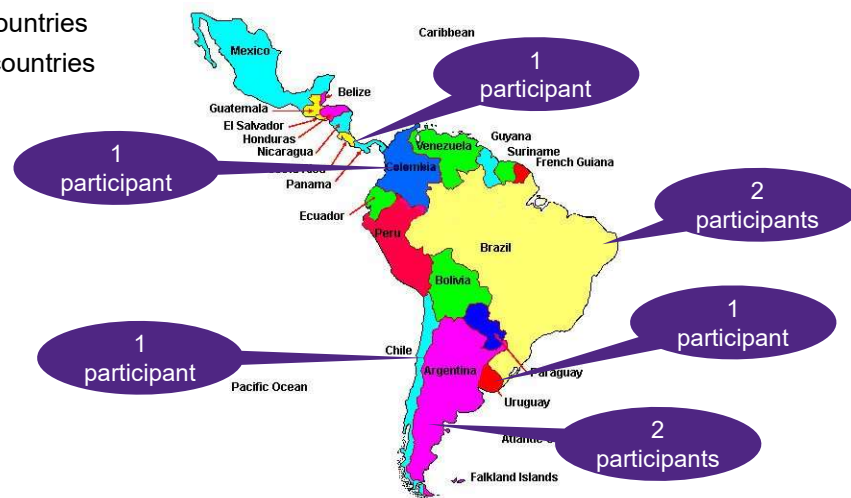 ountries
countries
Caribbean
Mexico
1
participant
Belize
Guatemala
El Salvador
Honduras
Nicaragua
Panama
Venezuela
Guyana
Suriname
French Guiana
1
participant
Colombia
Ecuador
2
participants
Peru
Brazil
Bolivia
1
participant
1
participant
Chile
Paraguay
Argentina
Pacific Ocean
Uruguay
2
participants
Atlantic
Falkland Islands